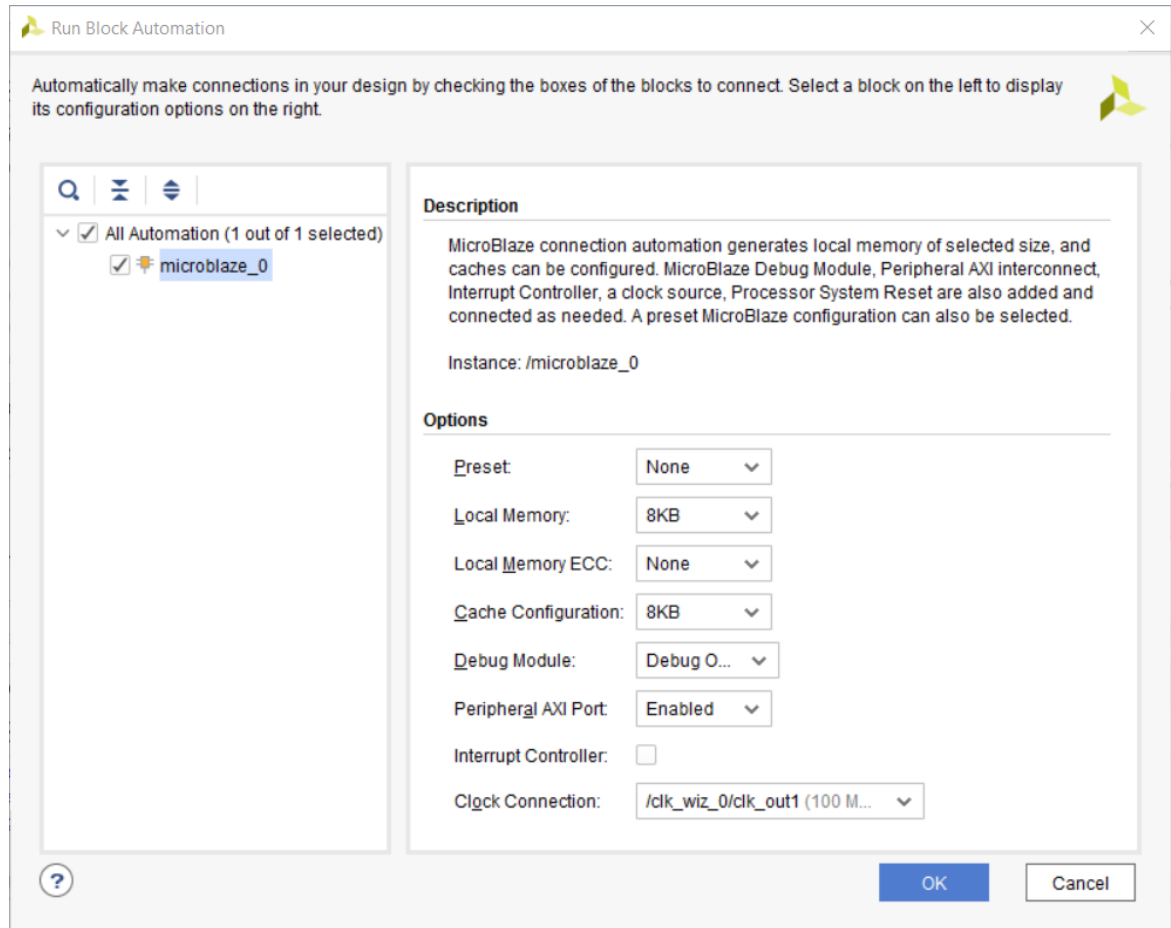 Run Block Automation
Automatically make connections in your design by checking the boxes of the blocks to connect. Select a block on the left to display
its configuration options on the right.
All Automation (1 out of 1 selected)
microblaze_0
Description
MicroBlaze connection automation generates local memory of selected size, and
caches can be configured. MicroBlaze Debug Module, Peripheral AXI interconnect,
Interrupt Controller, a clock source, Processor System Reset are also added and
connected as needed. A preset MicroBlaze configuration can also be selected.
Instance: /microblaze_0
Options
Preset: None
Local Memory: 8KB
Local Memory ECC: None
Cache Configuration: 8KB
Debug Module: Debug O...
Peripheral AXI Port: Enabled
Interrupt Controller:
Clock Connection: /clk_wiz_0/clk_out1 (100 M...
?
OK
Cancel